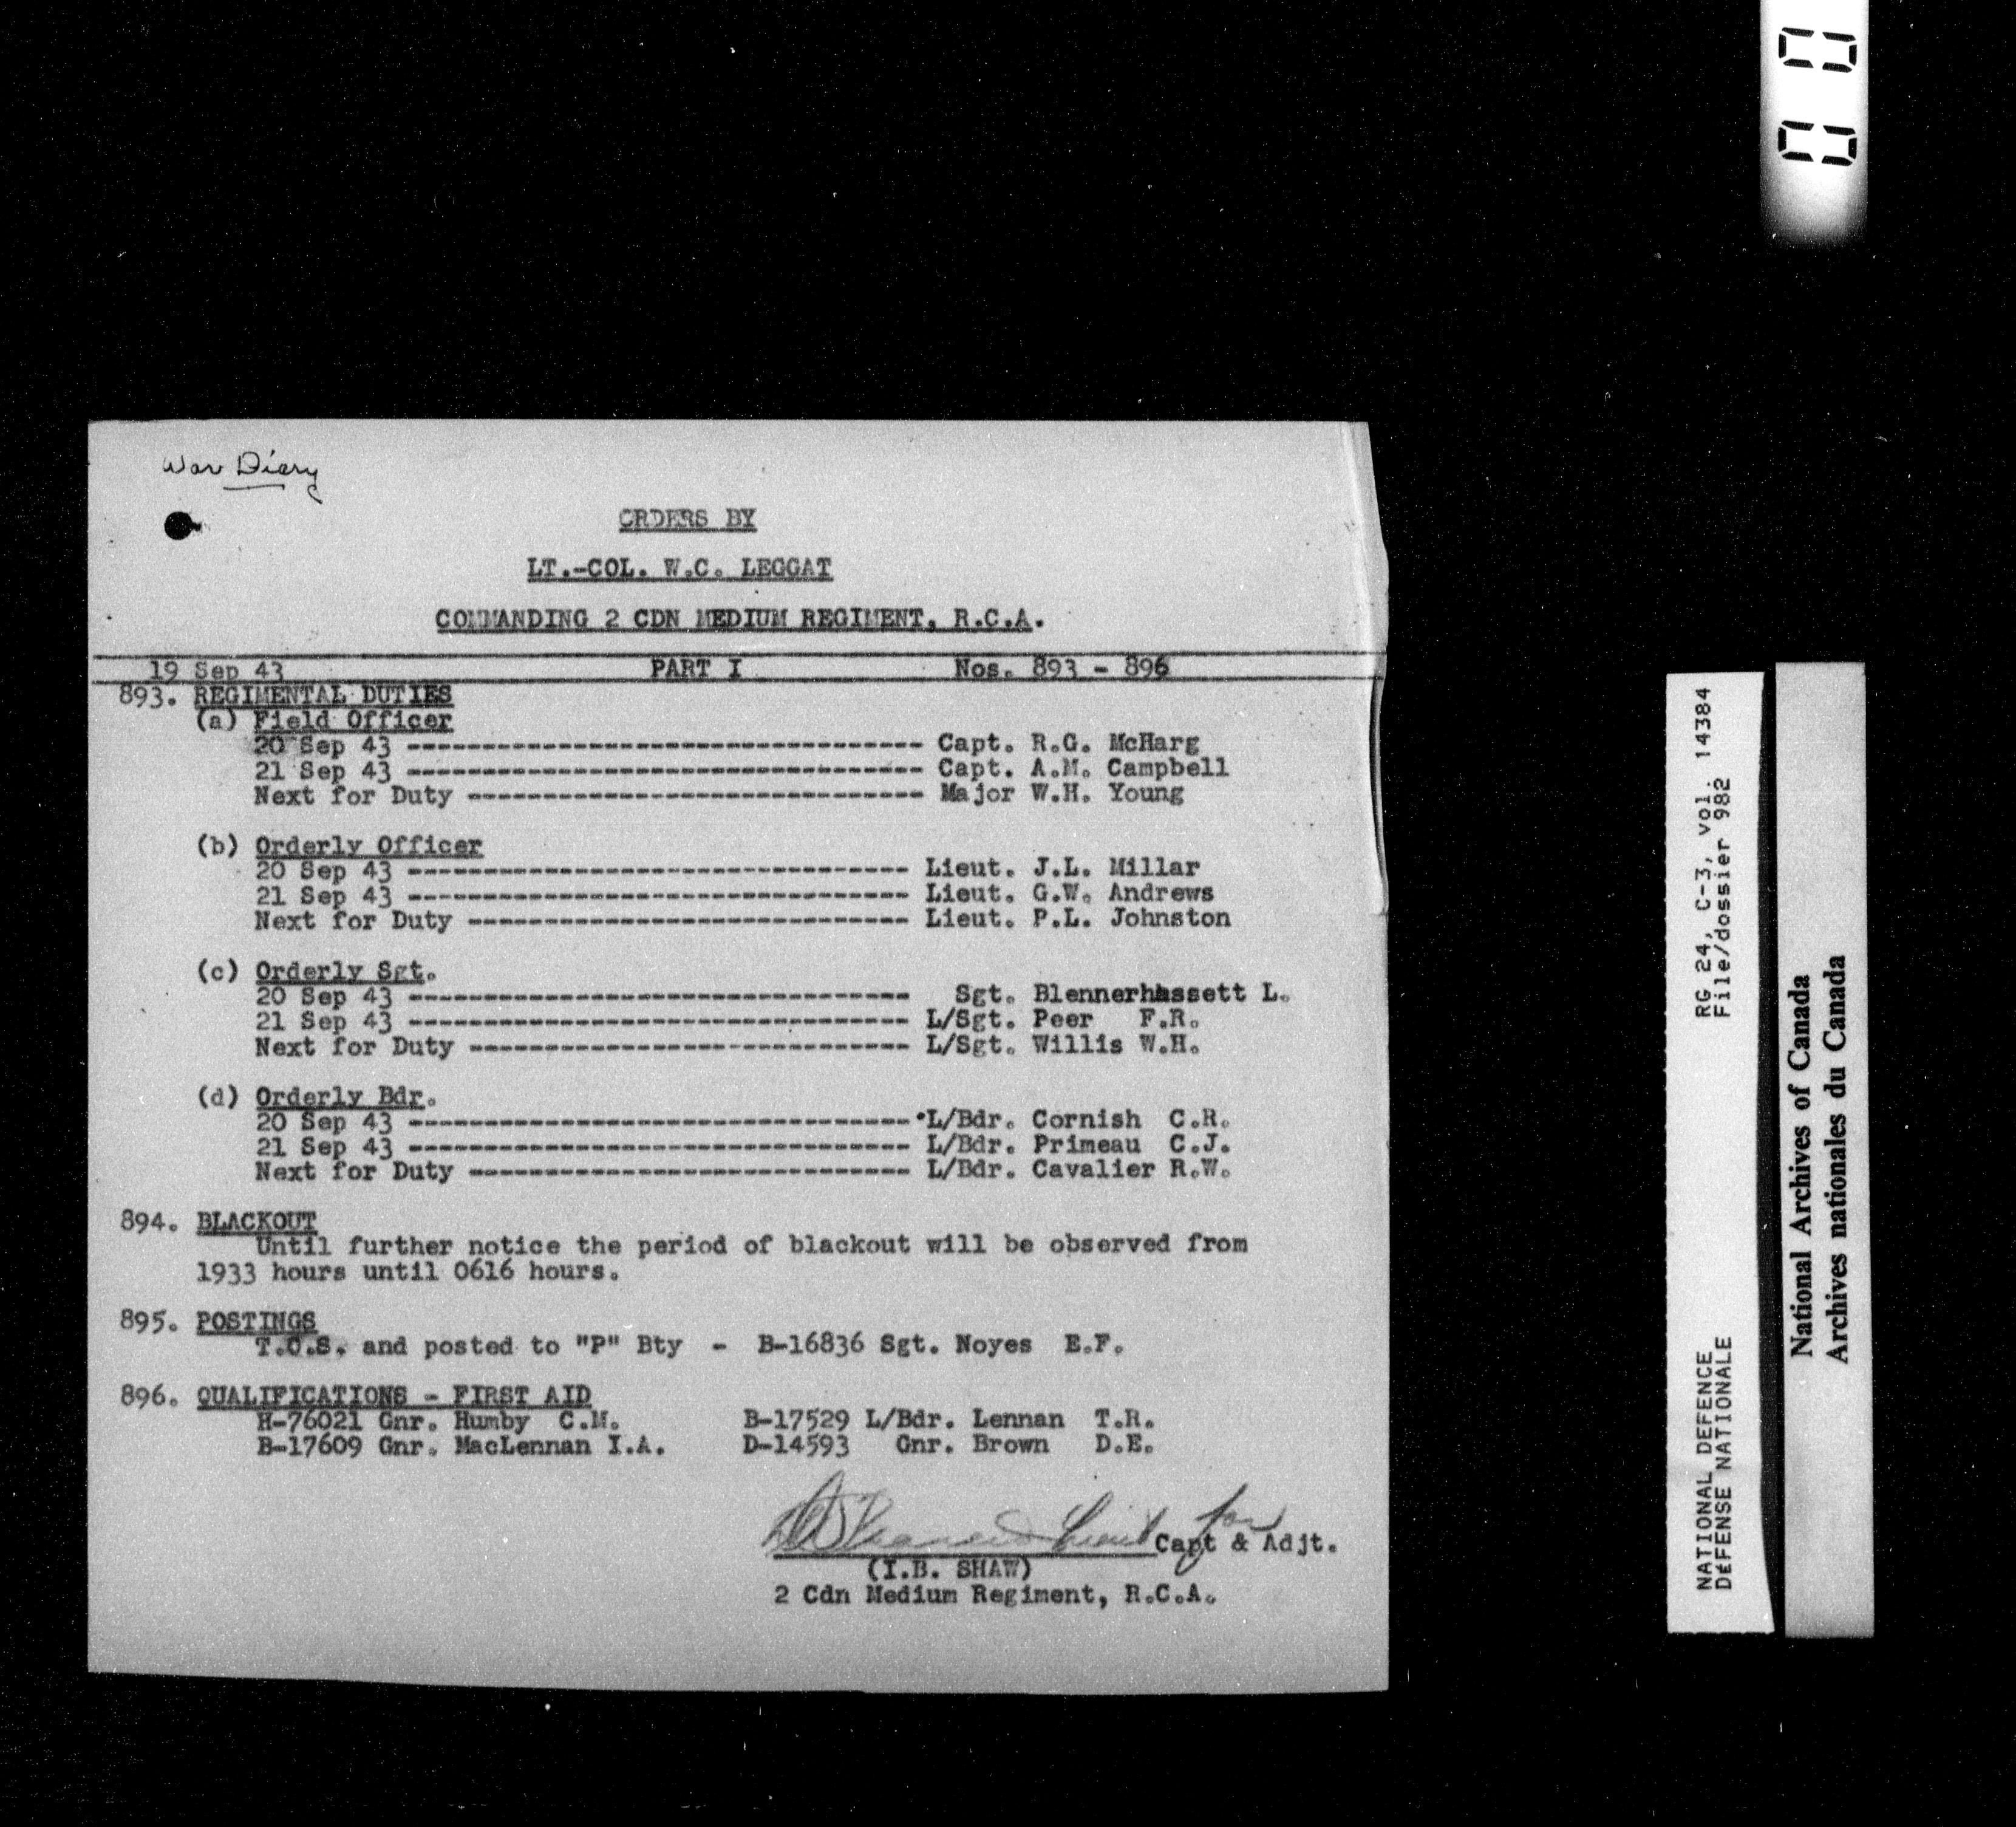 War Diary
ORDERS BY
LT.-COL. W.C. LEGGAT
COMMANDING 2 CDN MEDIUM REGIMENT, R.C.A.
19 Sep 43 PART I Nos. 893 - 896
893. REGIMENTAL DUTIES
(a) Field Officer
20 Sep 43 ---------------------------------- Capt. R.G. McHarg
21 Sep 43 ---------------------------------- Capt. A.M. Campbell
Next for Duty ------------------------------ Major W.H. Young
(b) Orderly Officer
20 Sep 43 --------------------------------- Lieut. J.L. Millar
21 Sep 43 --------------------------------- Lieut. G.W. Andrews
Next for Duty ----------------------------- Lieut. P.L. Johnston
(c) Orderly Sgt.
20 Sep 43 --------------------------------- Sgt. Blennerhassett L.
21 Sep 43 --------------------------------- L/Sgt. Peer F.R.
Next for Duty ----------------------------- L/Sgt. Willis W.H.
(d) Orderly Bdr.
20 Sep 43 --------------------------------- L/Bdr. Cornish C.R.
21 Sep 43 --------------------------------- L/Bdr. Primeau C.J.
Next for Duty ----------------------------- L/Bdr. Cavalier R.W.
894. BLACKOUT
Until further notice the period of blackout will be observed from
1933 hours until 0616 hours.
895. POSTINGS
T.O.S. and posted to "P" Bty - B-16836 Sgt. Noyes E.F.
896. QUALIFICATIONS - FIRST AID
H-76021 Gnr. Humby C.M. B-17529 L/Bdr. Lennan T.R.
B-17609 Gnr. MacLennan I.A. D-14593 Gnr. Brown D.E.
Lieut for
Capt & Adjt.
(I.B. SHAW)
2 Cdn Medium Regiment, R.C.A.
00
NATIONAL DEFENCE RG 24, C-3, vol. 14384
DÉFENSE NATIONALE File/dossier 982
National Archives of Canada
Archives nationales du Canada